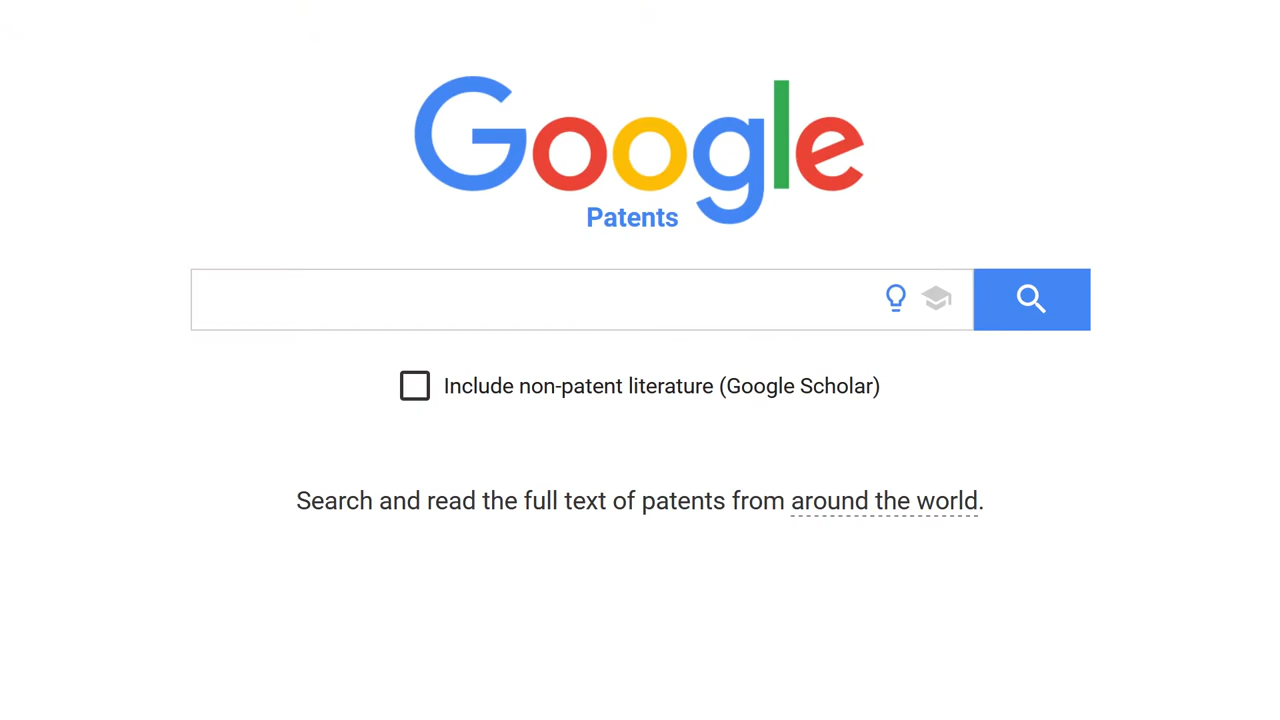 Google
Patents
Include non-patent literature (Google Scholar)
Search and read the full text of patents from around the world.